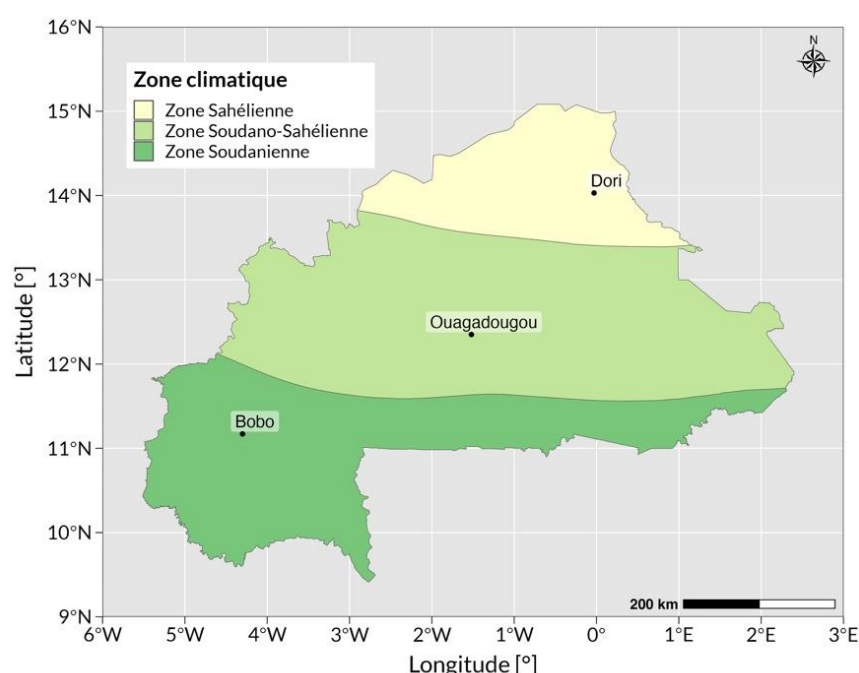 16°N
N
Zone climatique
15°N
Zone Sahélienne
Zone Soudano-Sahélienne
Zone Soudanienne
14°N
Dori
13°N
Latitude [°]
Ouagadougou
12°N
Bobo
11°N
10°N
200 km
9°N
6°W 5°W 4°W 3°W 2°W 1°W 0° 1°E 2°E 3°E
Longitude [°]